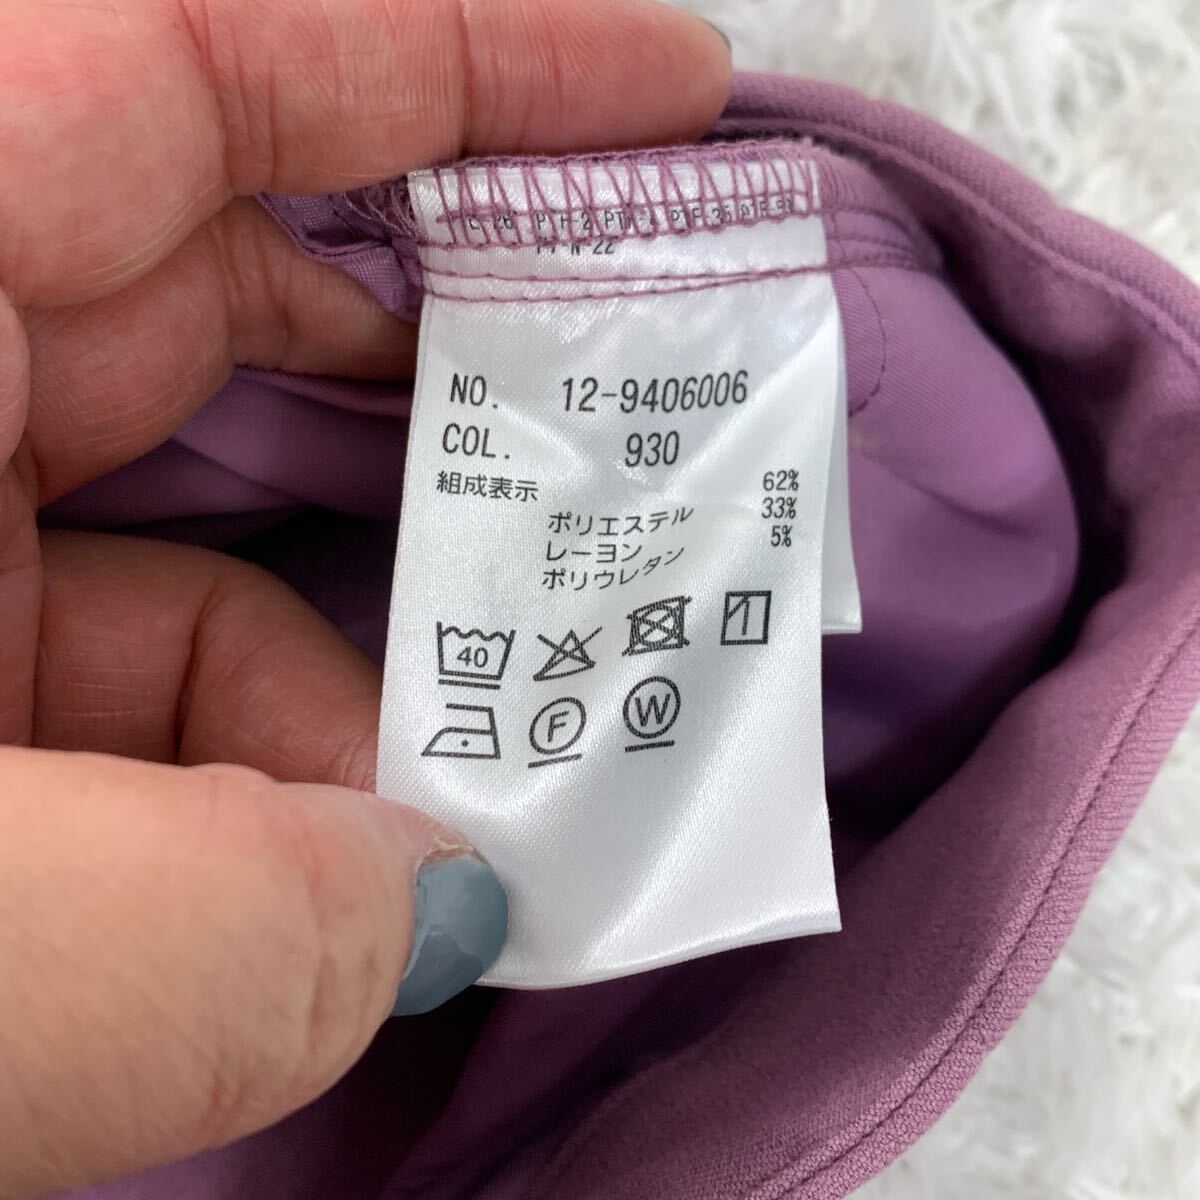 NO. 12-9406006
COL. 930
組成表示
62%
ポリエステル 33%
レーヨン 5%
ポリウレタン
40
F
W